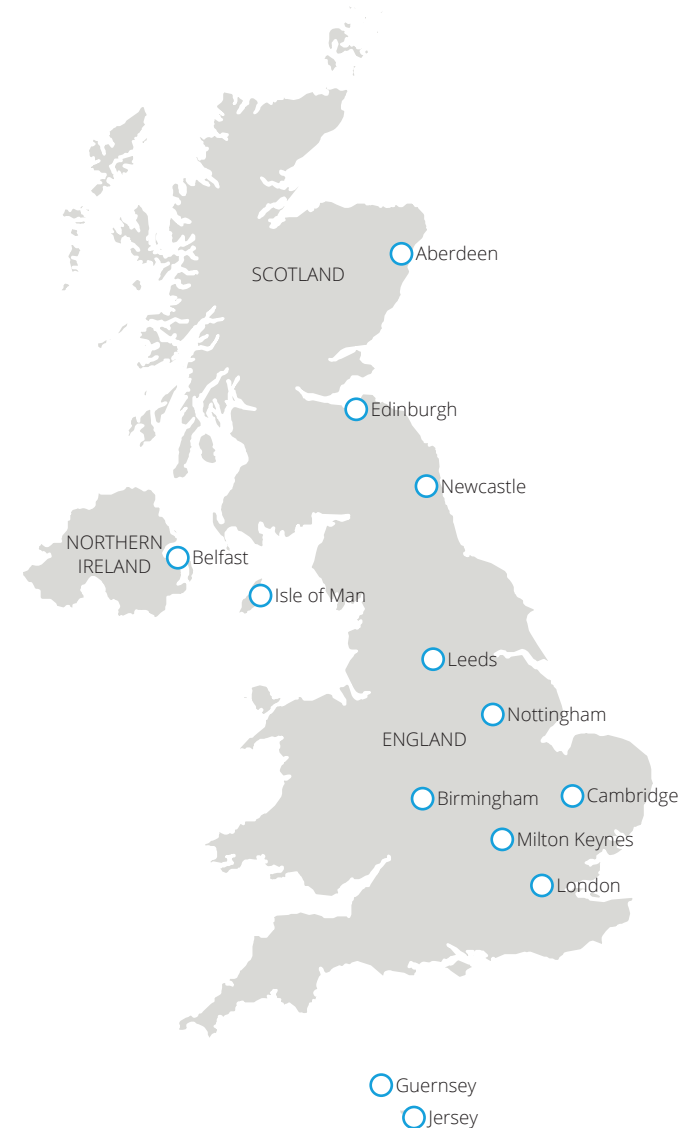 Aberdeen
SCOTLAND
Edinburgh
Newcastle
NORTHERN
IRELAND
Belfast
Isle of Man
Leeds
Nottingham
ENGLAND
Birmingham
Cambridge
Milton Keynes
London
Guernsey
Jersey